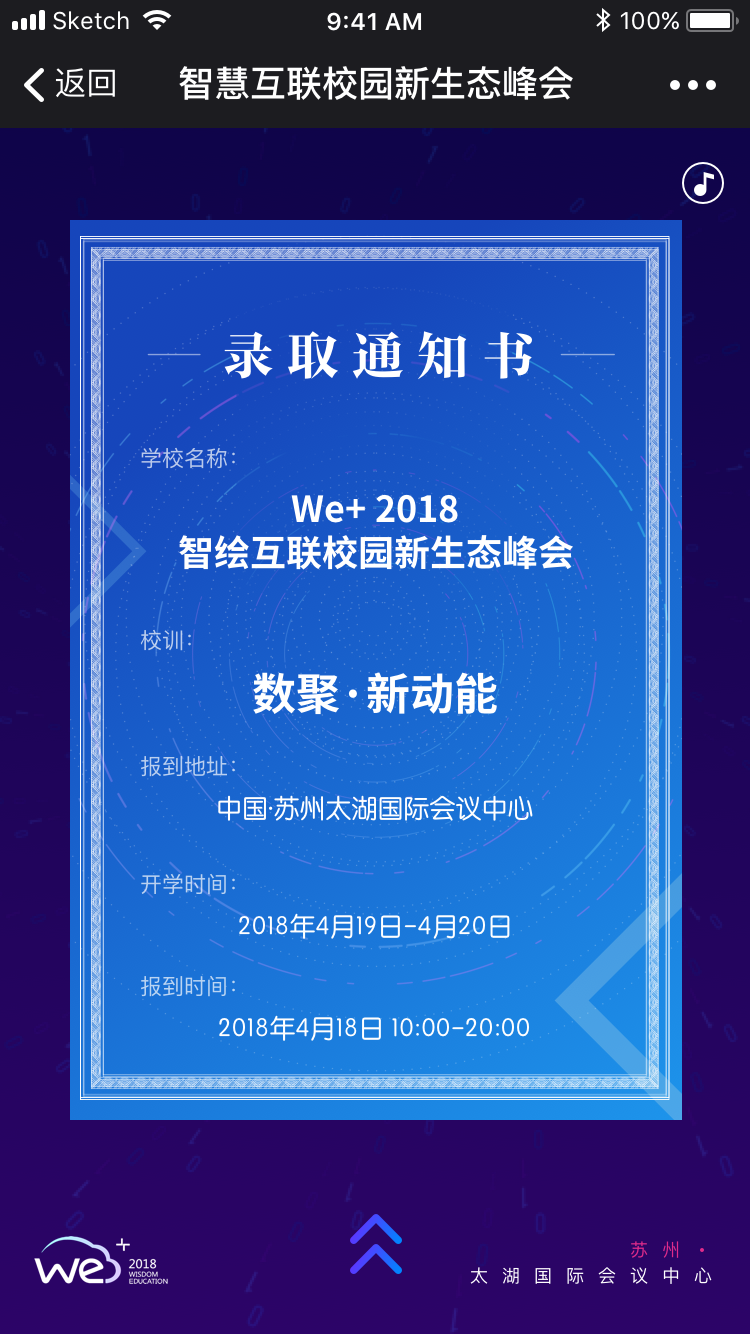 Sketch 9:41 AM 100%
返回 智慧互联校园新生态峰会
录取通知书
学校名称：
We+ 2018
智绘互联校园新生态峰会
校训：
数聚·新动能
报到地址：
中国·苏州太湖国际会议中心
开学时间：
2018年4月19日-4月20日
报到时间：
2018年4月18日 10:00-20:00
We+ 2018
WISDOM
EDUCATION
苏州·
太湖国际会议中心